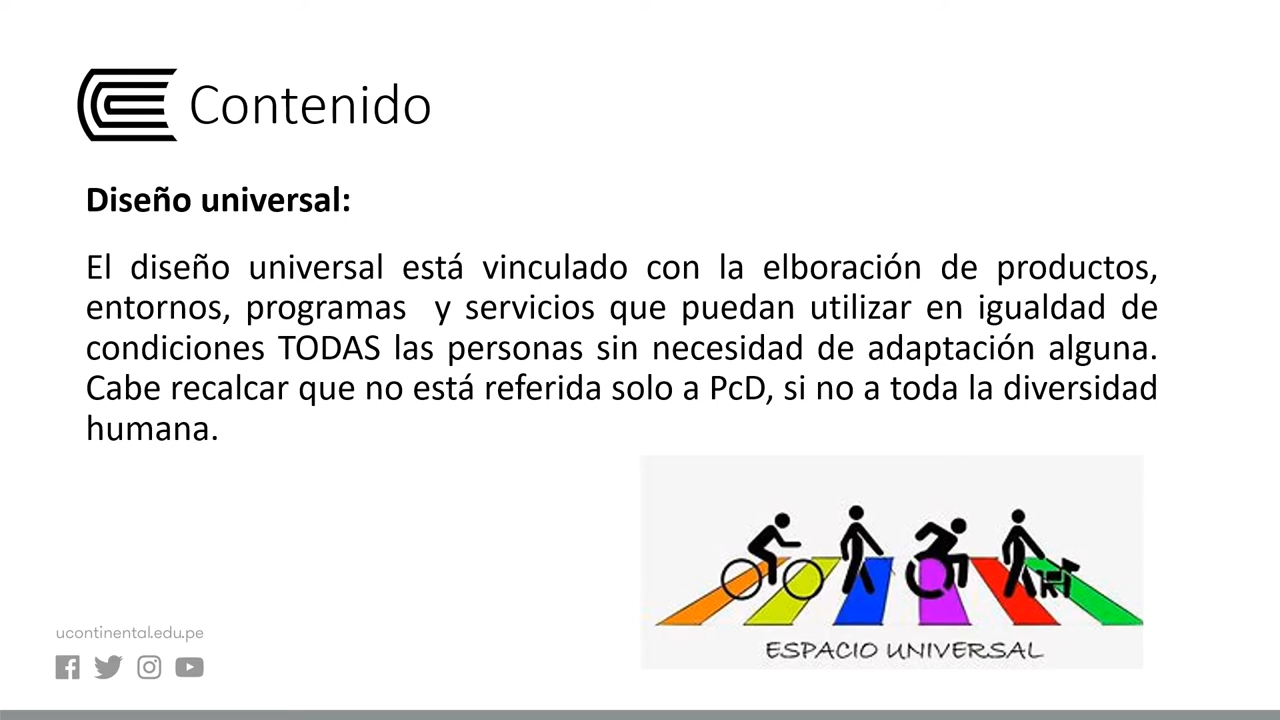 Contenido
Diseño universal:
El diseño universal está vinculado con la elboración de productos,
entornos, programas y servicios que puedan utilizar en igualdad de
condiciones TODAS las personas sin necesidad de adaptación alguna.
Cabe recalcar que no está referida solo a PcD, si no a toda la diversidad
humana.
ESPACIO UNIVERSAL
ucontinental.edu.pe